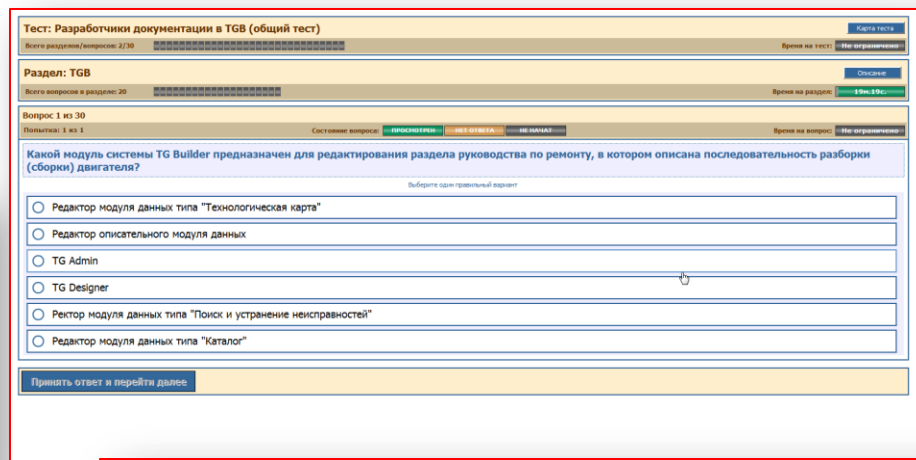 Тест: Разработчики документации в TGB (общий тест)
Карта теста
Всего разделов/вопросов: 2/30
Время на тест: Не ограничено
Раздел: TGB
Описание
Всего вопросов в разделе: 20
Время на раздел: 19м.19с.
Вопрос 1 из 30
Попытка: 1 из 1
Состояние вопроса: ПРОСМОТРЕН НЕТ ОТВЕТА НЕ НАЧАТ
Время на вопрос: Не ограничено
Какой модуль системы TG Builder предназначен для редактирования раздела руководства по ремонту, в котором описана последовательность разборки
(сборки) двигателя?
Выберите один правильный вариант
Редактор модуля данных типа "Технологическая карта"
Редактор описательного модуля данных
TG Admin
TG Designer
Ректор модуля данных типа "Поиск и устранение неисправностей"
Редактор модуля данных типа "Каталог"
Принять ответ и перейти далее